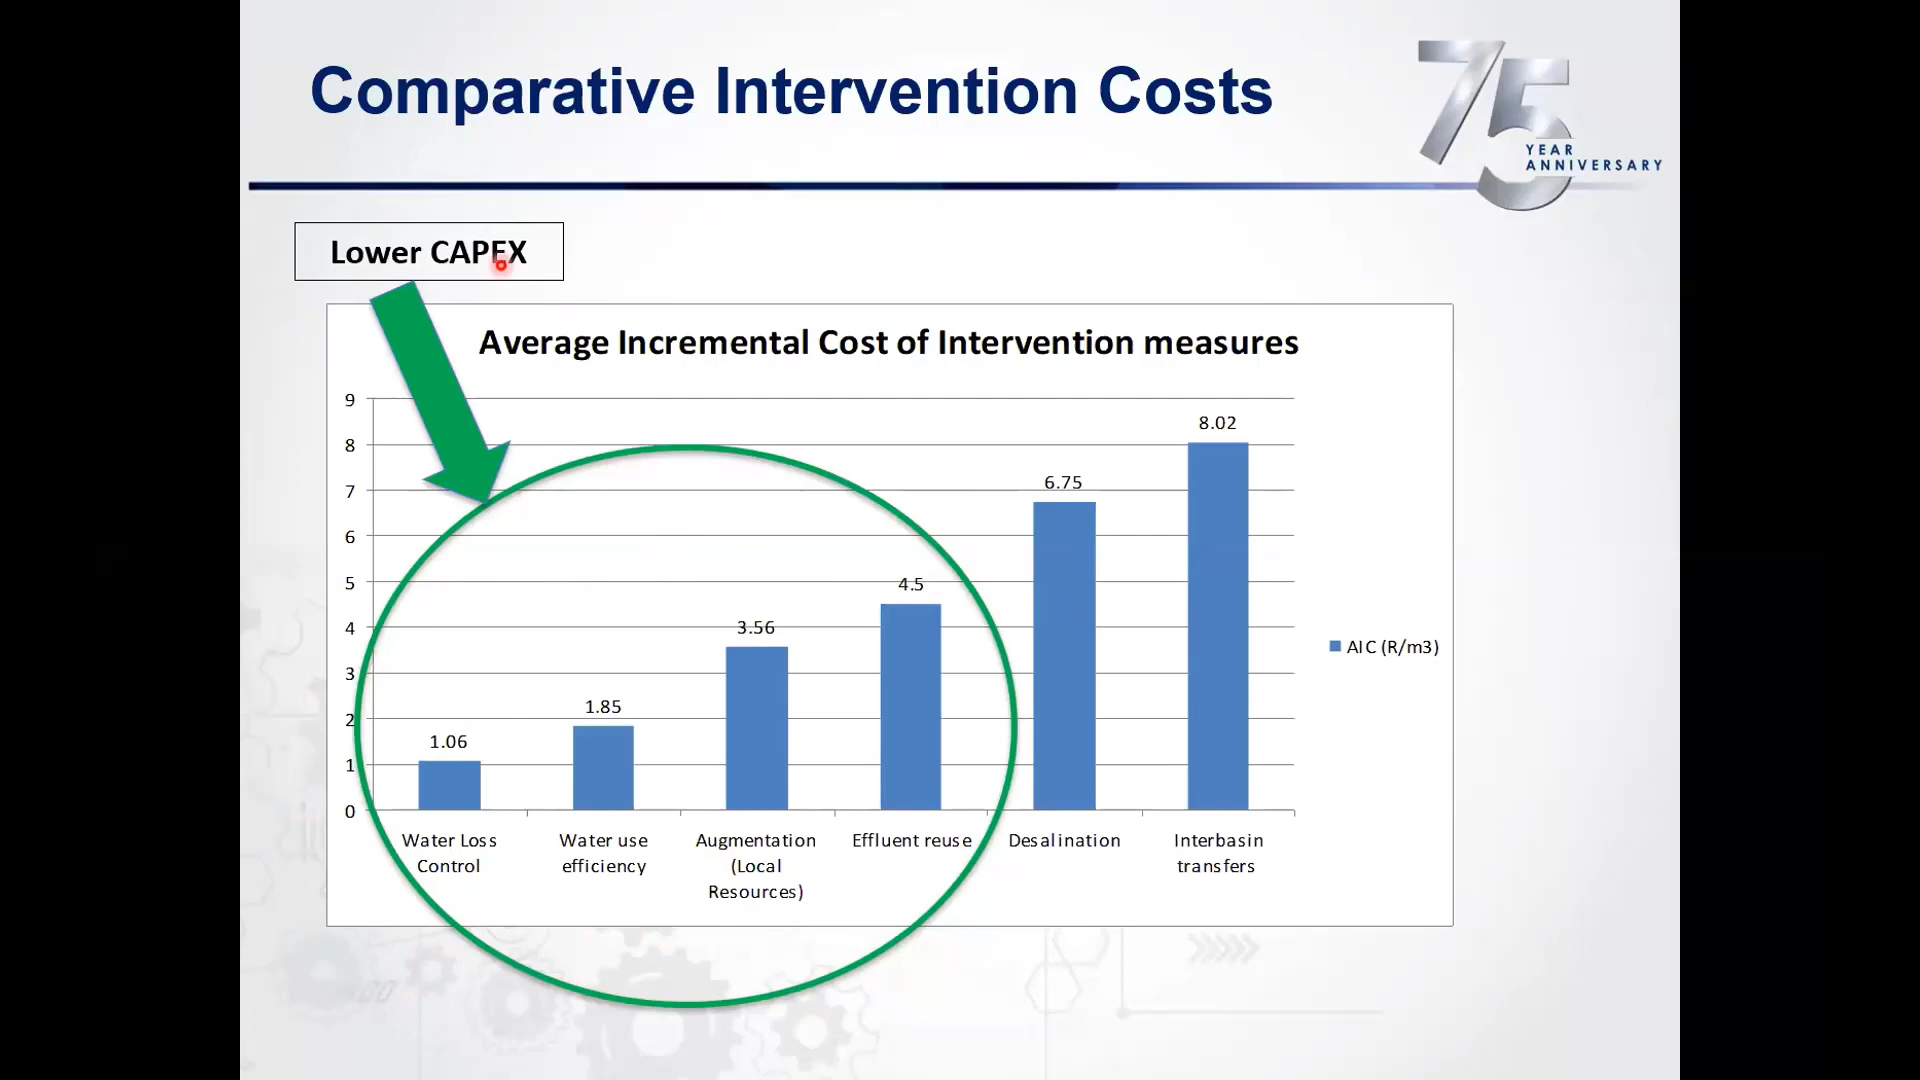 Comparative Intervention Costs
75
YEAR
ANNIVERSARY
Lower CAPEX
Average Incremental Cost of Intervention measures
9
8
7
6
5
4
3
2
1
0
1.06
1.85
3.56
4.5
6.75
8.02
Water Loss
Control
Water use
efficiency
Augmentation
(Local
Resources)
Effluent reuse
Desalination
Interbasin
transfers
AIC (R/m3)